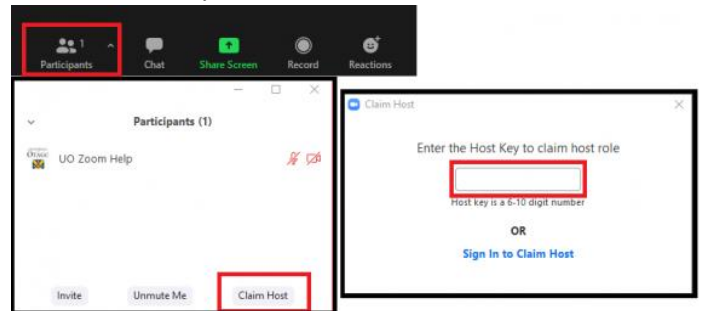 1
Participants Chat Share Screen Record Reactions
Participants (1)
OTAGO UO Zoom Help
Invite Unmute Me Claim Host
Claim Host
Enter the Host Key to claim host role
Host key is a 6-10 digit number
OR
Sign In to Claim Host